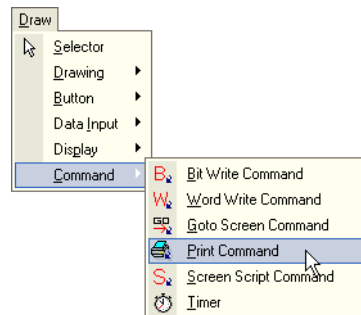 Draw
Selector
Drawing
Button
Data Input
Display
Command
Bit Write Command
Word Write Command
Goto Screen Command
Print Command
Screen Script Command
Timer